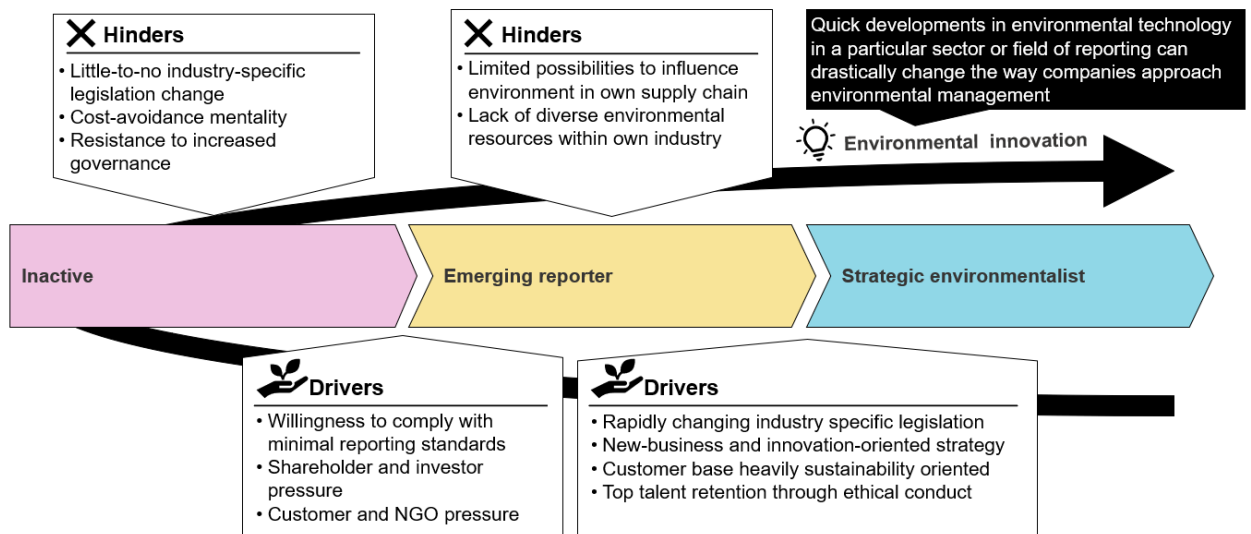 Hinders
• Little-to-no industry-specific
legislation change
• Cost-avoidance mentality
• Resistance to increased
governance
Hinders
• Limited possibilities to influence
environment in own supply chain
• Lack of diverse environmental
resources within own industry
Quick developments in environmental technology
in a particular sector or field of reporting can
drastically change the way companies approach
environmental management
Environmental innovation
Inactive
Emerging reporter
Strategic environmentalist
Drivers
• Willingness to comply with
minimal reporting standards
• Shareholder and investor
pressure
• Customer and NGO pressure
Drivers
• Rapidly changing industry specific legislation
• New-business and innovation-oriented strategy
• Customer base heavily sustainability oriented
• Top talent retention through ethical conduct